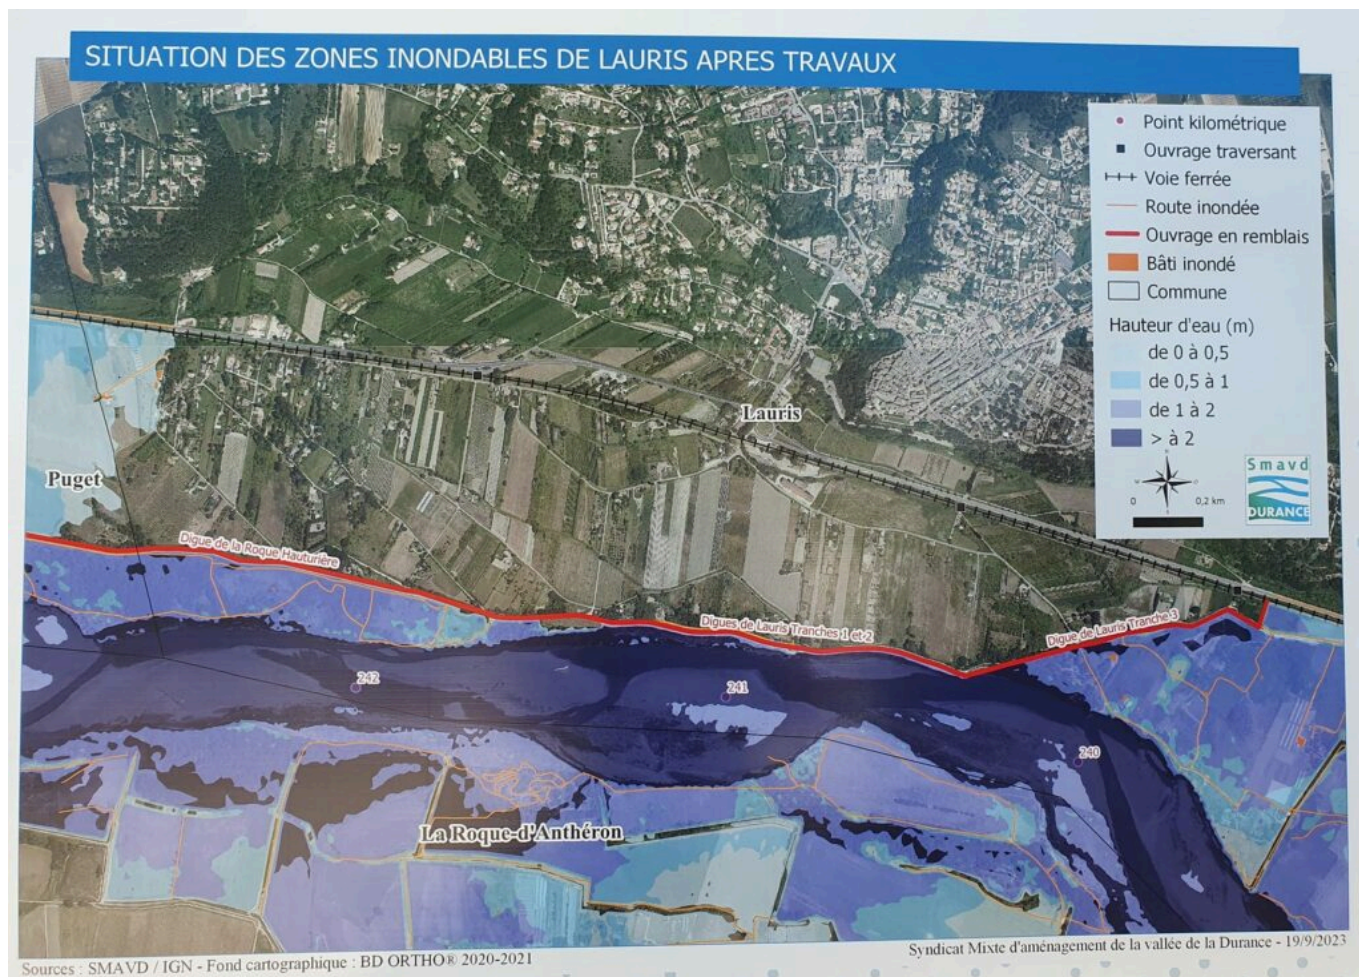 SITUATION DES ZONES INONDABLES DE LAURIS APRES TRAVAUX
Point kilométrique
Ouvrage traversant
Voie ferrée
Route inondée
Ouvrage en remblais
Bâti inondé
Commune
Hauteur d'eau (m)
de 0 à 0,5
de 0,5 à 1
de 1 à 2
> à 2
0 0,2 km
Smavd
DURANCE
Lauris
Puget
Digue de la Roque Hauturière
Digues de Lauris Tranches 1 et 2
Digue de Lauris Tranche 3
242
241
240
La Roque-d'Anthéron
Sources : SMAVD / IGN - Fond cartographique : BD ORTHO® 2020-2021
Syndicat Mixte d'aménagement de la vallée de la Durance - 19/9/2023